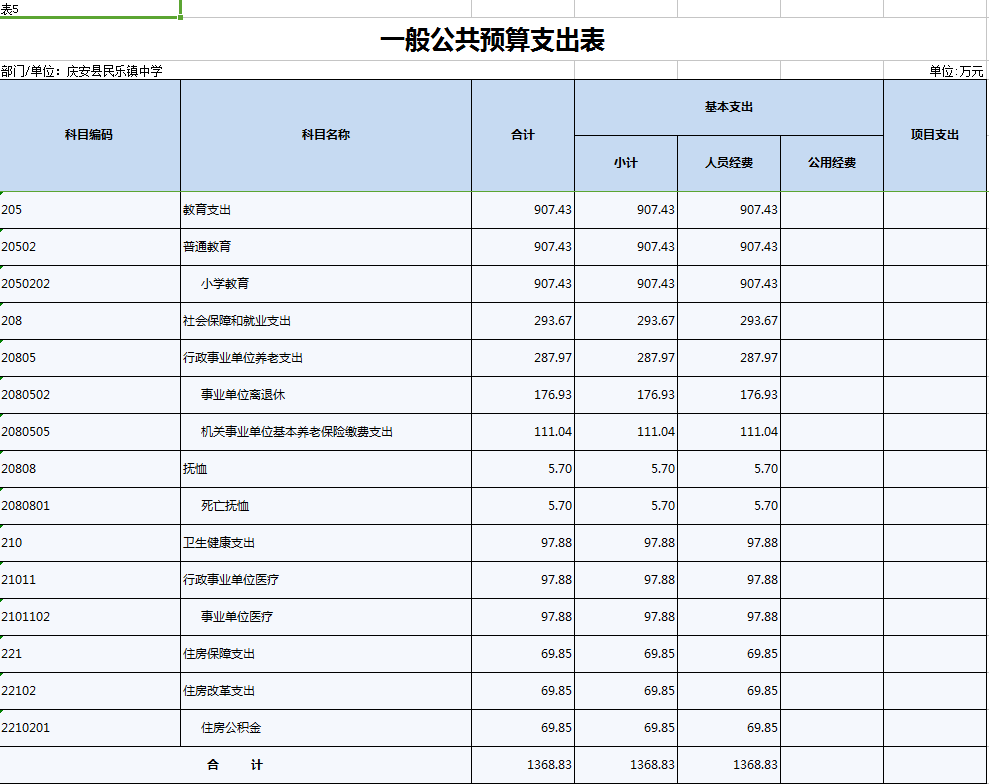 表5
一般公共预算支出表
部门/单位：庆安县民乐镇中学 单位:万元
科目编码 科目名称 合计 基本支出 项目支出
小计 人员经费 公用经费
205 教育支出 907.43 907.43 907.43
20502 普通教育 907.43 907.43 907.43
2050202 小学教育 907.43 907.43 907.43
208 社会保障和就业支出 293.67 293.67 293.67
20805 行政事业单位养老支出 287.97 287.97 287.97
2080502 事业单位离退休 176.93 176.93 176.93
2080505 机关事业单位基本养老保险缴费支出 111.04 111.04 111.04
20808 抚恤 5.70 5.70 5.70
2080801 死亡抚恤 5.70 5.70 5.70
210 卫生健康支出 97.88 97.88 97.88
21011 行政事业单位医疗 97.88 97.88 97.88
2101102 事业单位医疗 97.88 97.88 97.88
221 住房保障支出 69.85 69.85 69.85
22102 住房改革支出 69.85 69.85 69.85
2210201 住房公积金 69.85 69.85 69.85
合 计 1368.83 1368.83 1368.83